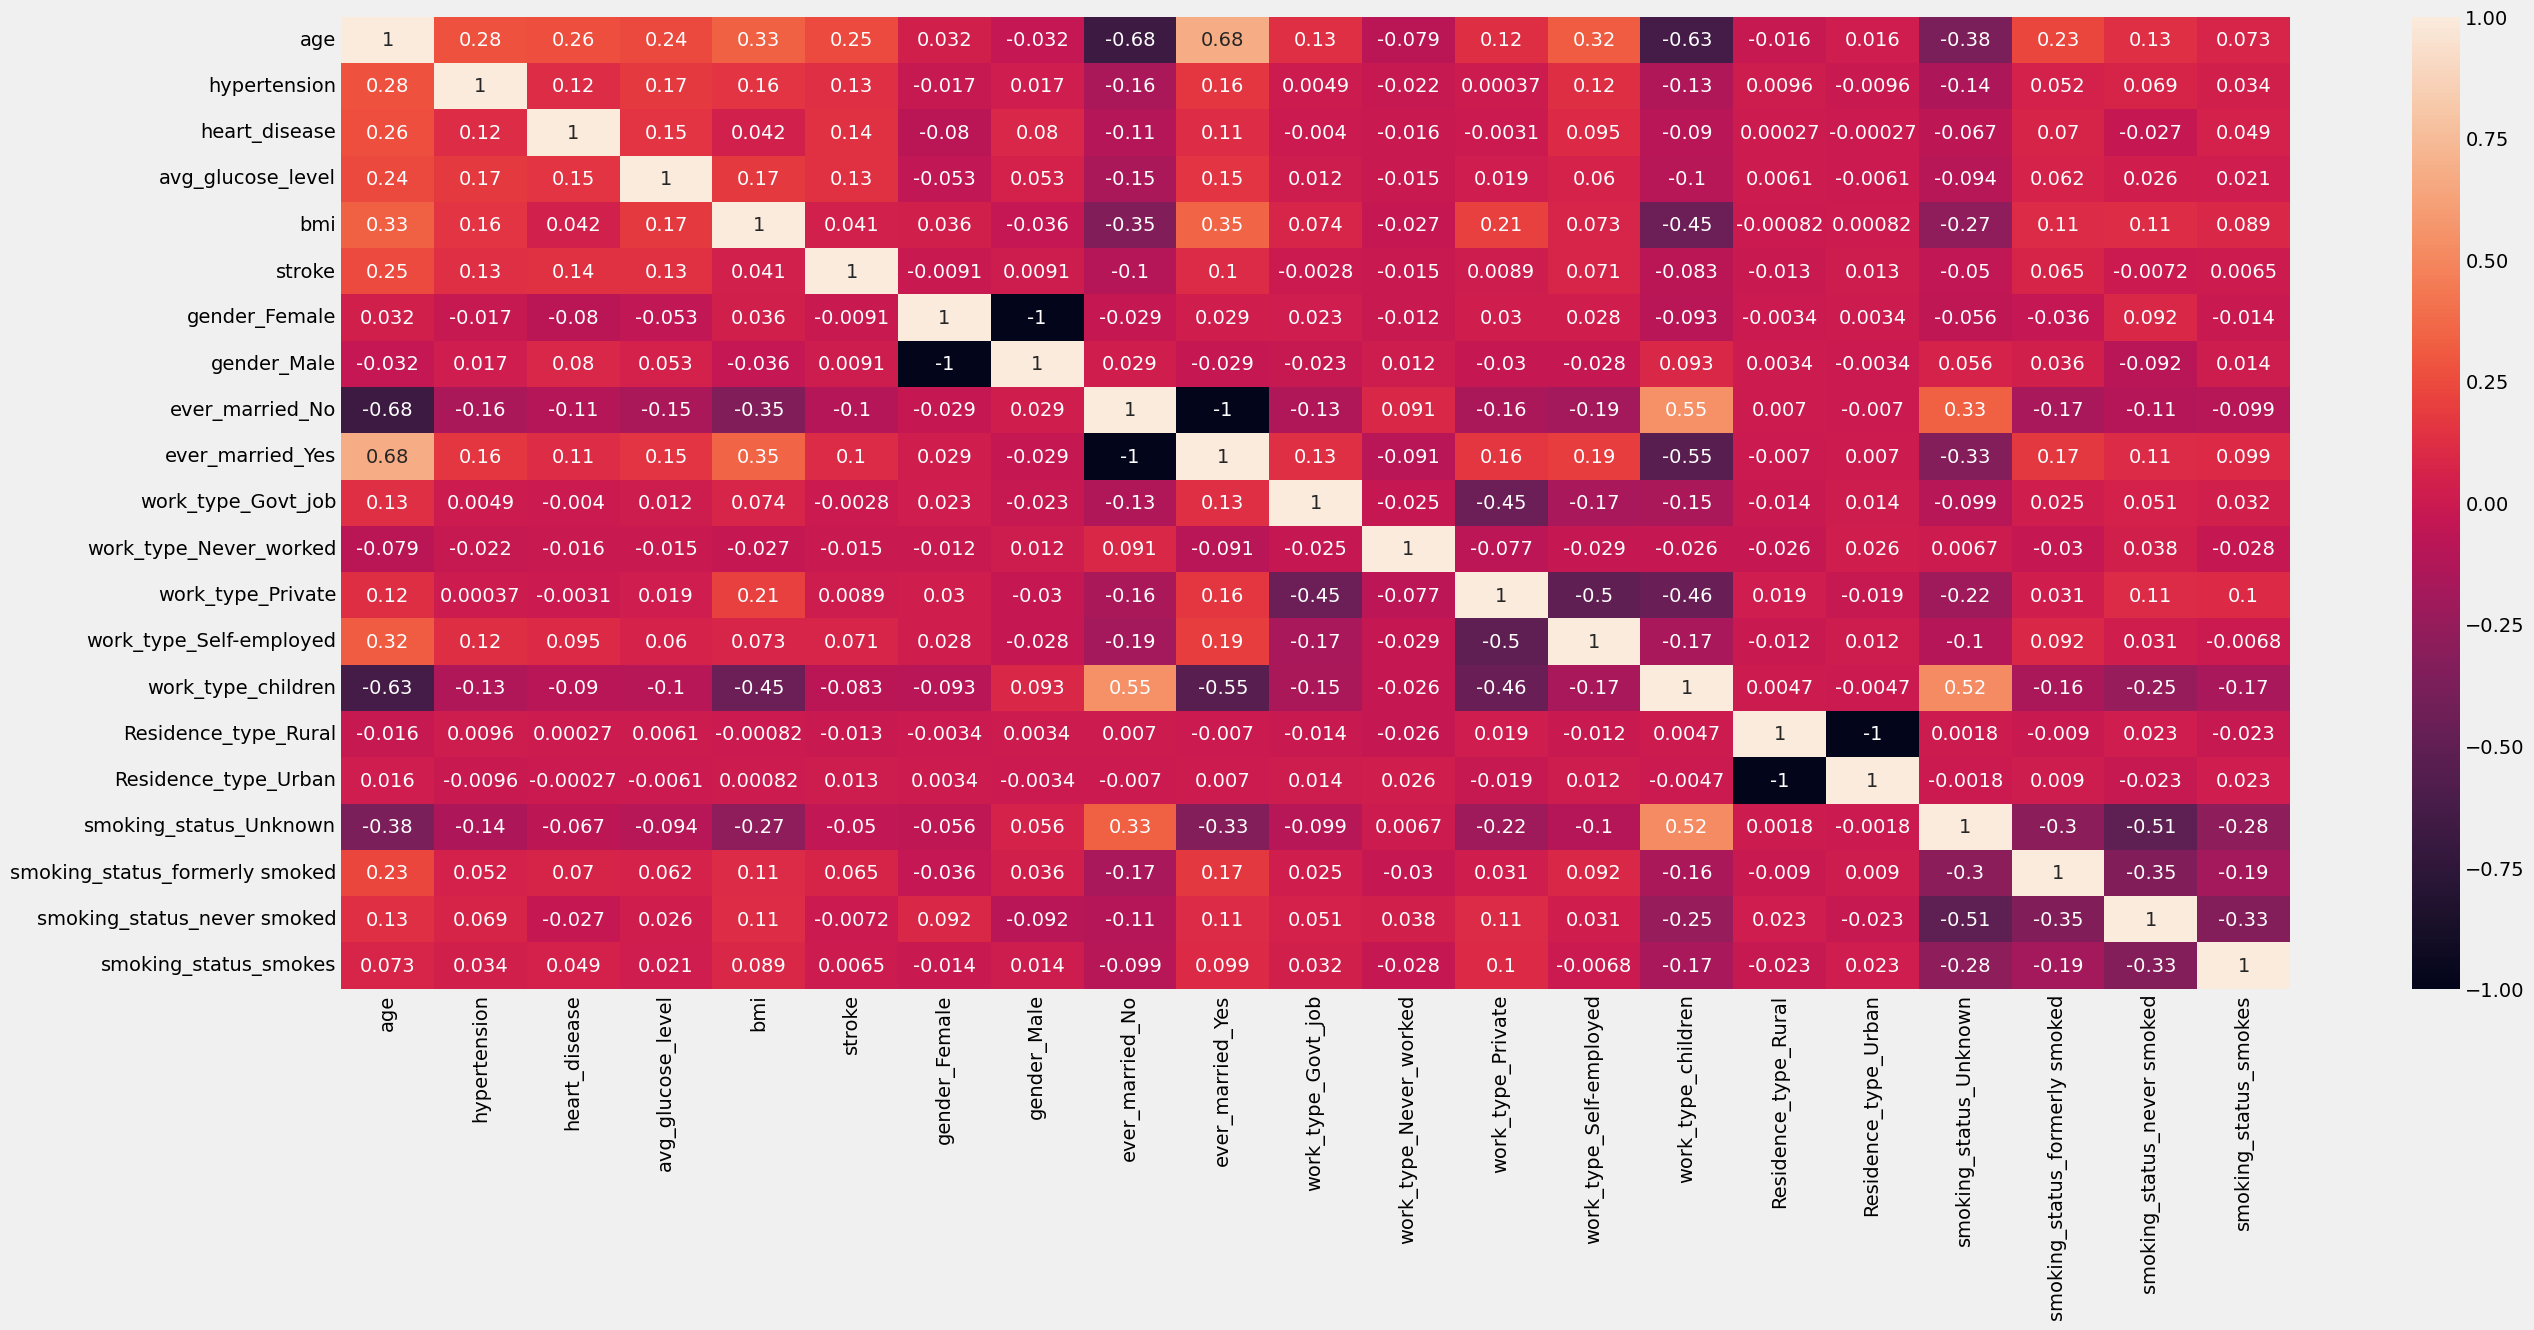 age 1 0.28 0.26 0.24 0.33 0.25 0.032 -0.032 -0.68 0.68 0.13 -0.079 0.12 0.32 -0.63 -0.016 0.016 -0.38 0.23 0.13 0.073
hypertension 0.28 1 0.12 0.17 0.16 0.13 -0.017 0.017 -0.16 0.16 0.0049 -0.022 0.00037 0.12 -0.13 0.0096 -0.0096 -0.14 0.052 0.069 0.034
heart_disease 0.26 0.12 1 0.15 0.042 0.14 -0.08 0.08 -0.11 0.11 -0.004 -0.016 -0.0031 0.095 -0.09 0.00027 -0.00027 -0.067 0.07 -0.027 0.049
avg_glucose_level 0.24 0.17 0.15 1 0.17 0.13 -0.053 0.053 -0.15 0.15 0.012 -0.015 0.019 0.06 -0.1 0.0061 -0.0061 -0.094 0.062 0.026 0.021
bmi 0.33 0.16 0.042 0.17 1 0.041 0.036 -0.036 -0.35 0.35 0.074 -0.027 0.21 0.073 -0.45 -0.00082 0.00082 -0.27 0.11 0.11 0.089
stroke 0.25 0.13 0.14 0.13 0.041 1 -0.0091 0.0091 -0.1 0.1 -0.0028 -0.015 0.0089 0.071 -0.083 -0.013 0.013 -0.05 0.065 -0.0072 0.0065
gender_Female 0.032 -0.017 -0.08 -0.053 0.036 -0.0091 1 -1 -0.029 0.029 0.023 -0.012 0.03 0.028 -0.093 -0.0034 0.0034 -0.056 -0.036 0.092 -0.014
gender_Male -0.032 0.017 0.08 0.053 -0.036 0.0091 -1 1 0.029 -0.029 -0.023 0.012 -0.03 -0.028 0.093 0.0034 -0.0034 0.056 0.036 -0.092 0.014
ever_married_No -0.68 -0.16 -0.11 -0.15 -0.35 -0.1 -0.029 0.029 1 -1 -0.13 0.091 -0.16 -0.19 0.55 0.007 -0.007 0.33 -0.17 -0.11 -0.099
ever_married_Yes 0.68 0.16 0.11 0.15 0.35 0.1 0.029 -0.029 -1 1 0.13 -0.091 0.16 0.19 -0.55 -0.007 0.007 -0.33 0.17 0.11 0.099
work_type_Govt_job 0.13 0.0049 -0.004 0.012 0.074 -0.0028 0.023 -0.023 -0.13 0.13 1 -0.025 -0.45 -0.17 -0.15 -0.014 0.014 -0.099 0.025 0.051 0.032
work_type_Never_worked -0.079 -0.022 -0.016 -0.015 -0.027 -0.015 -0.012 0.012 0.091 -0.091 -0.025 1 -0.077 -0.029 -0.026 -0.026 0.026 0.0067 -0.03 0.038 -0.028
work_type_Private 0.12 0.00037 -0.0031 0.019 0.21 0.0089 0.03 -0.03 -0.16 0.16 -0.45 -0.077 1 -0.5 -0.46 0.019 -0.019 -0.22 0.031 0.11 0.1
work_type_Self-employed 0.32 0.12 0.095 0.06 0.073 0.071 0.028 -0.028 -0.19 0.19 -0.17 -0.029 -0.5 1 -0.17 -0.012 0.012 -0.1 0.092 0.031 -0.0068
work_type_children -0.63 -0.13 -0.09 -0.1 -0.45 -0.083 -0.093 0.093 0.55 -0.55 -0.15 -0.026 -0.46 -0.17 1 0.0047 -0.0047 0.52 -0.16 -0.25 -0.17
Residence_type_Rural -0.016 0.0096 0.00027 0.0061 -0.00082 -0.013 -0.0034 0.0034 0.007 -0.007 -0.014 -0.026 0.019 -0.012 0.0047 1 -1 0.0018 -0.009 0.023 -0.023
Residence_type_Urban 0.016 -0.0096 -0.00027 -0.0061 0.00082 0.013 0.0034 -0.0034 -0.007 0.007 0.014 0.026 -0.019 0.012 -0.0047 -1 1 -0.0018 0.009 -0.023 0.023
smoking_status_Unknown -0.38 -0.14 -0.067 -0.094 -0.27 -0.05 -0.056 0.056 0.33 -0.33 -0.099 0.0067 -0.22 -0.1 0.52 0.0018 -0.0018 1 -0.3 -0.51 -0.28
smoking_status_formerly smoked 0.23 0.052 0.07 0.062 0.11 0.065 -0.036 0.036 -0.17 0.17 0.025 -0.03 0.031 0.092 -0.16 -0.009 0.009 -0.3 1 -0.35 -0.19
smoking_status_never smoked 0.13 0.069 -0.027 0.026 0.11 -0.0072 0.092 -0.092 -0.11 0.11 0.051 0.038 0.11 0.031 -0.25 0.023 -0.023 -0.51 -0.35 1 -0.33
smoking_status_smokes 0.073 0.034 0.049 0.021 0.089 0.0065 -0.014 0.014 -0.099 0.099 0.032 -0.028 0.1 -0.0068 -0.17 -0.023 0.023 -0.28 -0.19 -0.33 1
age
hypertension
heart_disease
avg_glucose_level
bmi
stroke
gender_Female
gender_Male
ever_married_No
ever_married_Yes
work_type_Govt_job
work_type_Never_worked
work_type_Private
work_type_Self-employed
work_type_children
Residence_type_Rural
Residence_type_Urban
smoking_status_Unknown
smoking_status_formerly smoked
smoking_status_never smoked
smoking_status_smokes
1.00
0.75
0.50
0.25
0.00
−0.25
−0.50
−0.75
−1.00